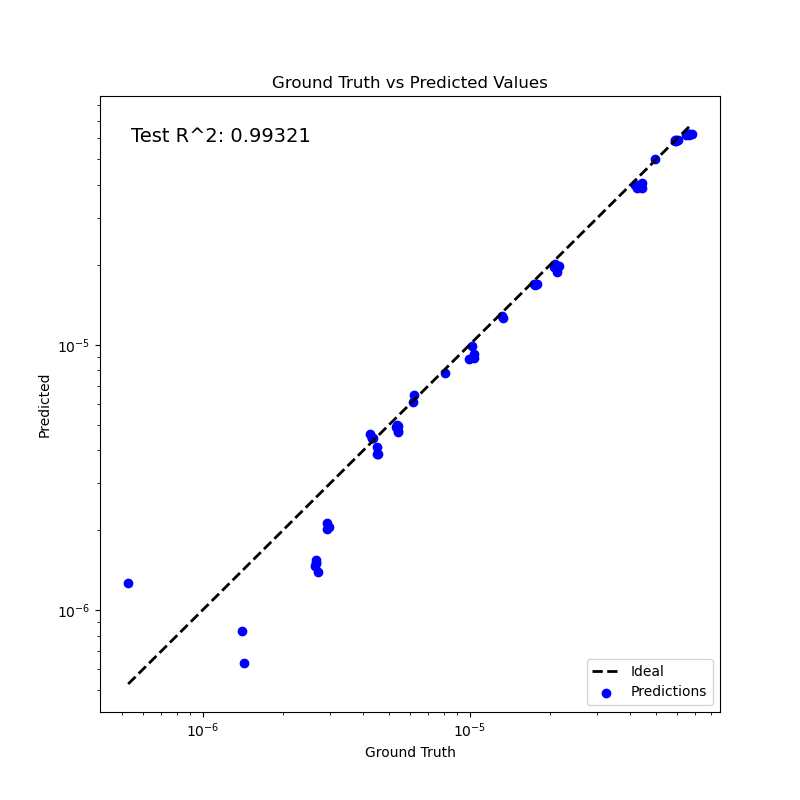 Ground Truth vs Predicted Values
Test R^2: 0.99321
Predicted
10⁻⁵
10⁻⁶
10⁻⁶
10⁻⁵
Ground Truth
Ideal
Predictions